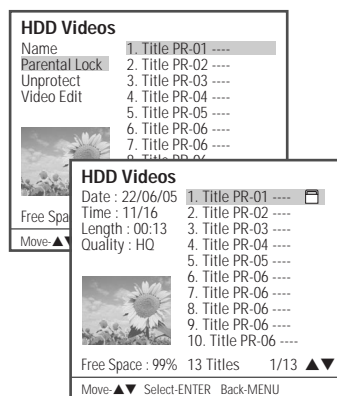 HDD Videos
Name
Parental Lock
Unprotect
Video Edit
1. Title PR-01 ----
2. Title PR-02 ----
3. Title PR-03 ----
4. Title PR-04 ----
5. Title PR-05 ----
6. Title PR-06 ----
7. Title PR-06 ----
Free Spa
Move-▲▼
HDD Videos
Date : 22/06/05
Time : 11/16
Length : 00:13
Quality : HQ
1. Title PR-01 ----
2. Title PR-02 ----
3. Title PR-03 ----
4. Title PR-04 ----
5. Title PR-05 ----
6. Title PR-06 ----
7. Title PR-06 ----
8. Title PR-06 ----
9. Title PR-06 ----
10. Title PR-06 ----
Free Space : 99% 13 Titles 1/13 ▲▼
Move-▲▼ Select-ENTER Back-MENU